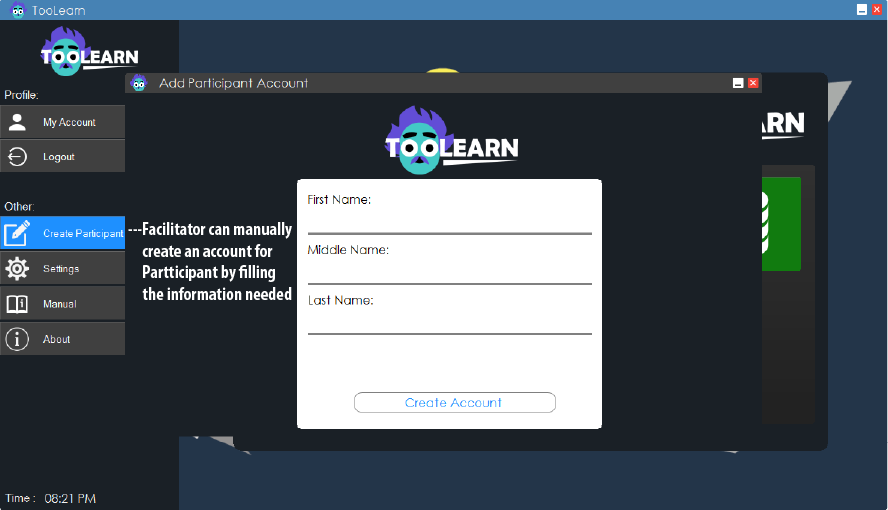 TooLearn
TOOLEARN
Profile:
My Account
Logout
Other:
Create Participant
Settings
Manual
About
Time : 08:21 PM
Add Participant Account
TOOLEARN
First Name:
Middle Name:
Last Name:
Create Account
---Facilitator can manually
create an account for
Partticipant by filling
the information needed
ARN